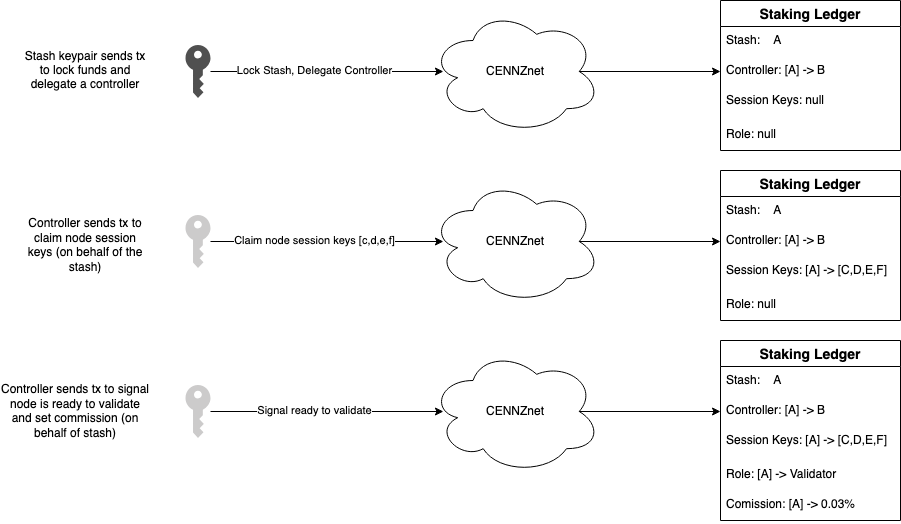 Stash keypair sends tx
to lock funds and
delegate a controller
Lock Stash, Delegate Controller
CENNZnet
Staking Ledger
Stash: A
Controller: [A] -> B
Session Keys: null
Role: null
Controller sends tx to
claim node session
keys (on behalf of the
stash)
Claim node session keys [c,d,e,f]
CENNZnet
Staking Ledger
Stash: A
Controller: [A] -> B
Session Keys: [A] -> [C,D,E,F]
Role: null
Controller sends tx to signal
node is ready to validate
and set commission (on
behalf of stash)
Signal ready to validate
CENNZnet
Staking Ledger
Stash: A
Controller: [A] -> B
Session Keys: [A] -> [C,D,E,F]
Role: [A] -> Validator
Comission: [A] -> 0.03%